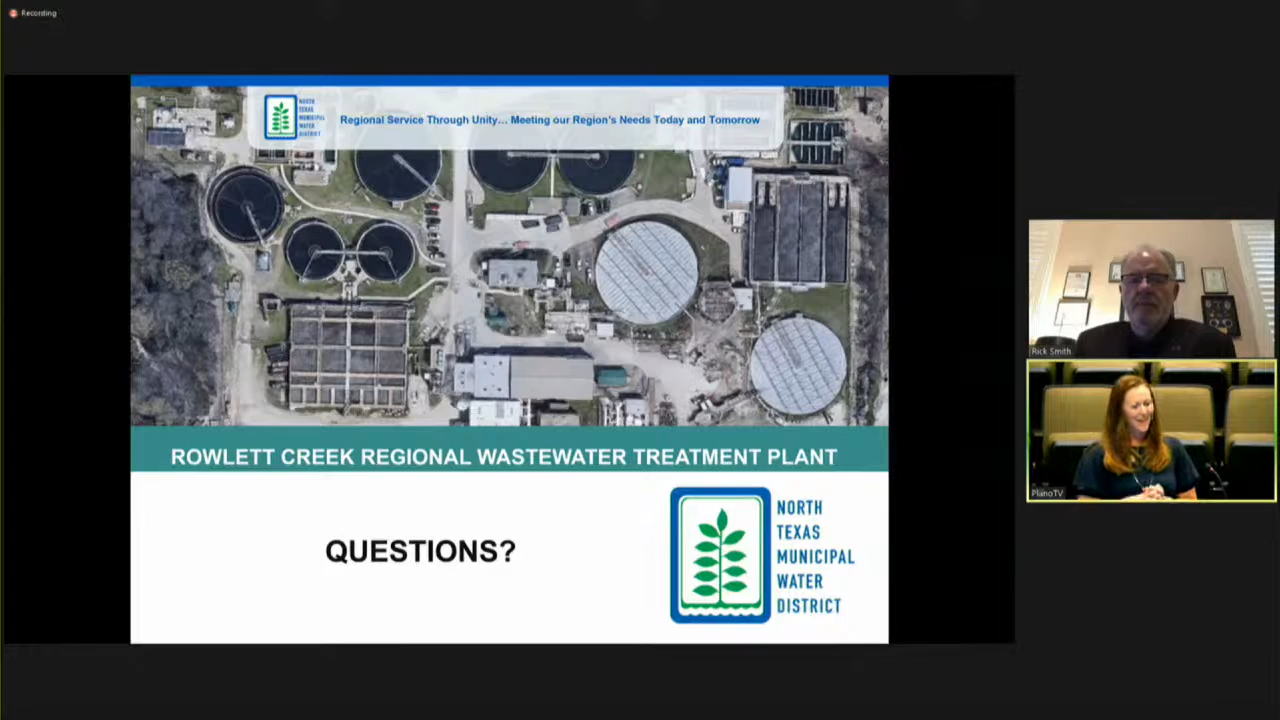 Recording
NORTH
TEXAS
MUNICIPAL
WATER
DISTRICT
Regional Service Through Unity... Meeting our Region's Needs Today and Tomorrow
ROWLETT CREEK REGIONAL WASTEWATER TREATMENT PLANT
QUESTIONS?
NORTH
TEXAS
MUNICIPAL
WATER
DISTRICT
Rick Smith
PlanoTV